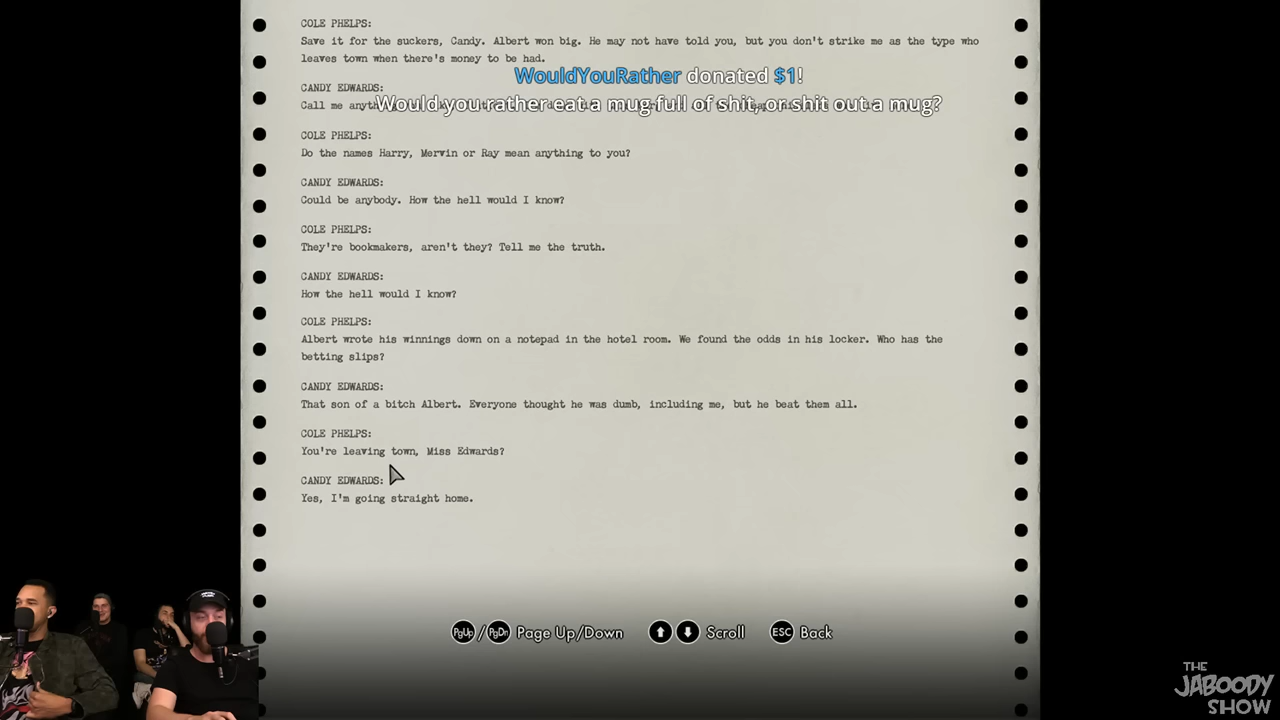 COLE PHELPS:
Save it for the suckers, Candy. Albert won big. He may not have told you, but you don't strike me as the type who
leaves town when there's money to be had.
WouldYouRather donated $1!
CANDY EDWARDS:
Call me
Would you rather eat a mug full of shit, or shit out a mug?
COLE PHELPS:
Do the names Harry, Mervin or Ray mean anything to you?
CANDY EDWARDS:
Could be anybody. How the hell would I know?
COLE PHELPS:
They're bookmakers, aren't they? Tell me the truth.
CANDY EDWARDS:
How the hell would I know?
COLE PHELPS:
Albert wrote his winnings down on a notepad in the hotel room. We found the odds in his locker. Who has the
betting slips?
CANDY EDWARDS:
That son of a bitch Albert. Everyone thought he was dumb, including me, but he beat them all.
COLE PHELPS:
You're leaving town, Miss Edwards?
CANDY EDWARDS:
Yes, I'm going straight home.
PgUp / PgDn Page Up/Down Scroll ESC Back
THE
JABOODY
SHOW